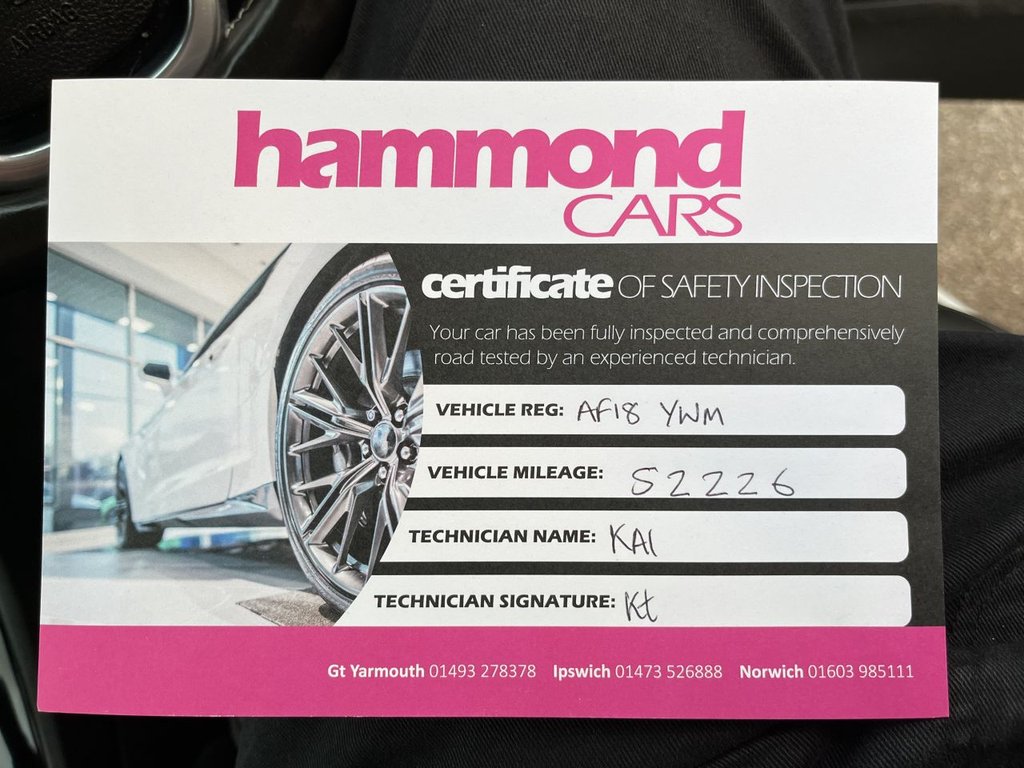 AIRBAG
hammond
CARS
certificate OF SAFETY INSPECTION
Your car has been fully inspected and comprehensively
road tested by an experienced technician.
VEHICLE REG: AF18 YWM
VEHICLE MILEAGE: 52226
TECHNICIAN NAME: KAI
TECHNICIAN SIGNATURE: Kt
Gt Yarmouth 01493 278378 Ipswich 01473 526888 Norwich 01603 985111